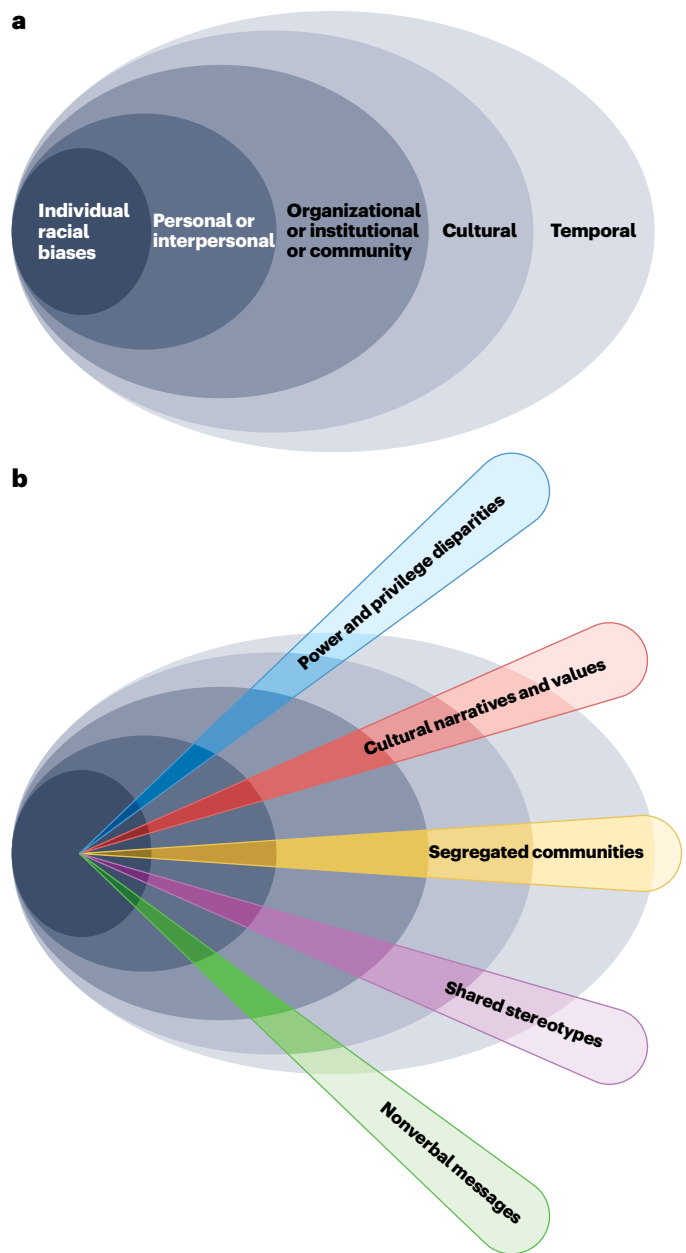 a
Individual
racial
biases
Personal or
interpersonal
Organizational
or institutional
or community
Cultural
Temporal
b
Power and privilege disparities
Cultural narratives and values
Segregated communities
Shared stereotypes
Nonverbal messages